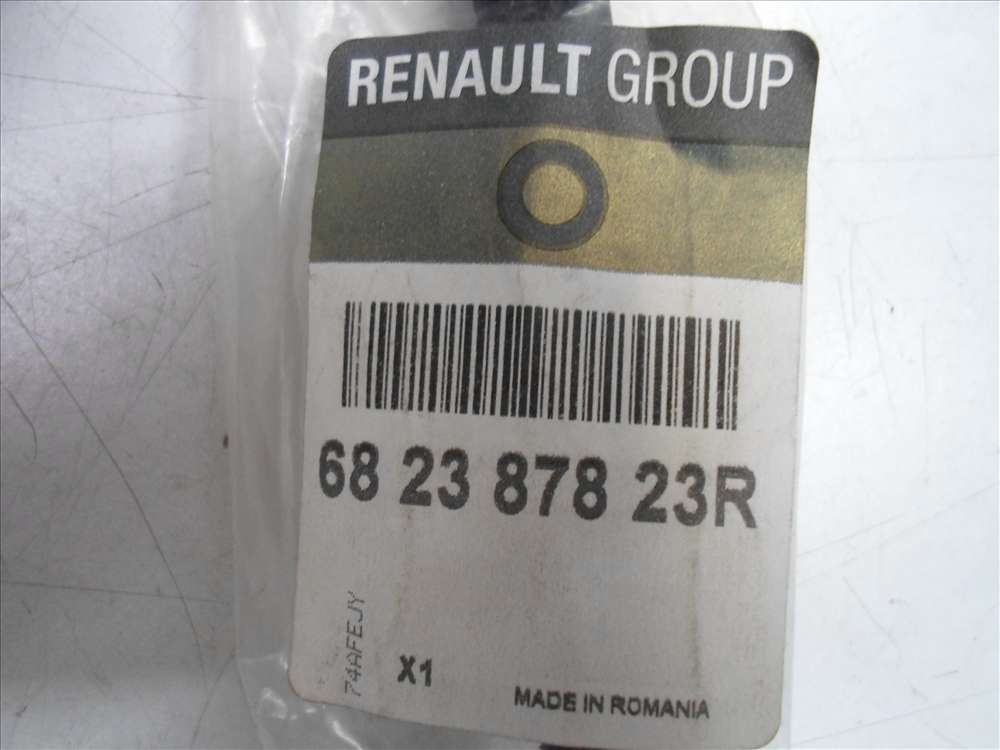 RENAULT GROUP
68 23 878 23R
74AFEJY
X1
MADE IN ROMANIA